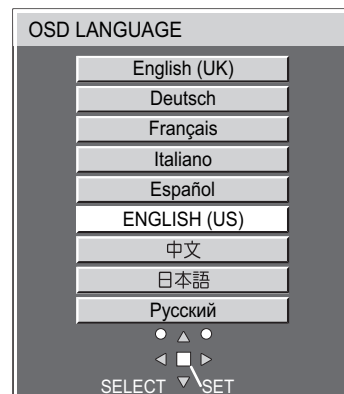 OSD LANGUAGE
English (UK)
Deutsch
Français
Italiano
Español
ENGLISH (US)
中文
日本語
Русский
SELECT SET